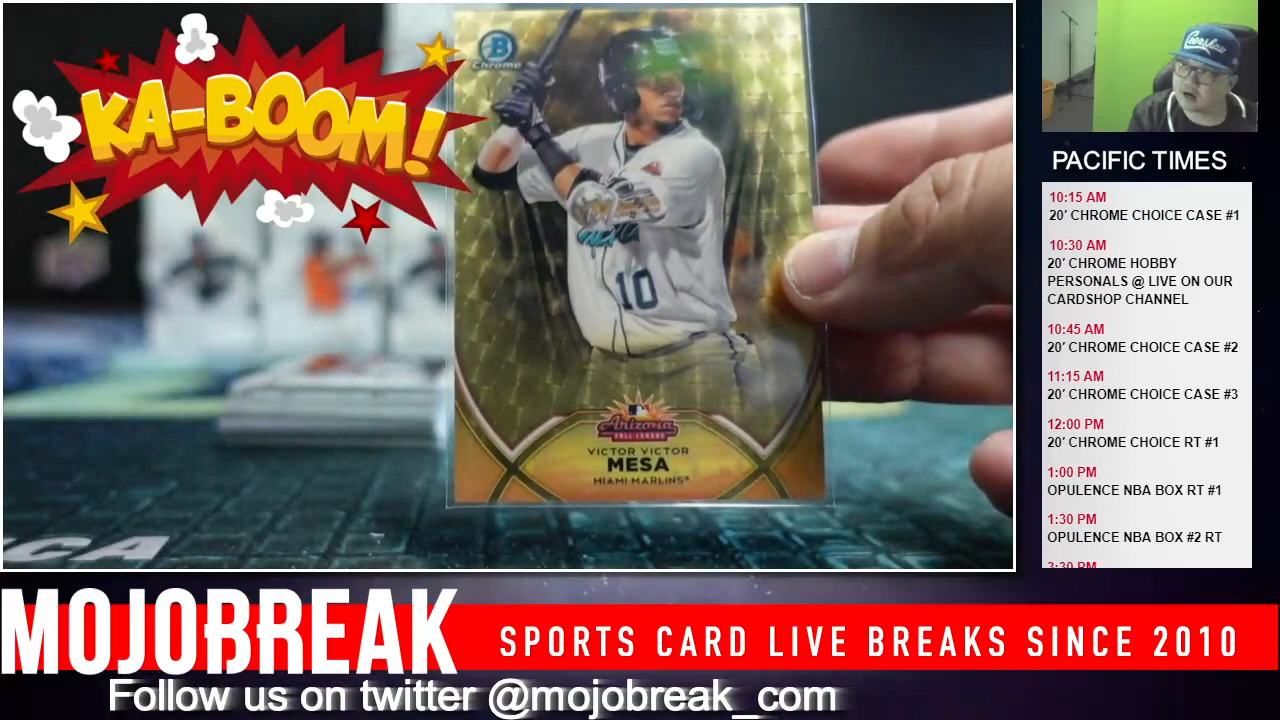 KA-BOOM!
B
Chrome
10
Arizona
FALL LEAGUE
VICTOR VICTOR
MESA
MIAMI MARLINS
Kershaw
PACIFIC TIMES
10:15 AM
20' CHROME CHOICE CASE #1
10:30 AM
20' CHROME HOBBY
PERSONALS @ LIVE ON OUR
CARDSHOP CHANNEL
10:45 AM
20' CHROME CHOICE CASE #2
11:15 AM
20' CHROME CHOICE CASE #3
12:00 PM
20' CHROME CHOICE RT #1
1:00 PM
OPULENCE NBA BOX RT #1
1:30 PM
OPULENCE NBA BOX #2 RT
3:30 PM
MOJOBREAK
SPORTS CARD LIVE BREAKS SINCE 2010
Follow us on twitter @mojobreak_com